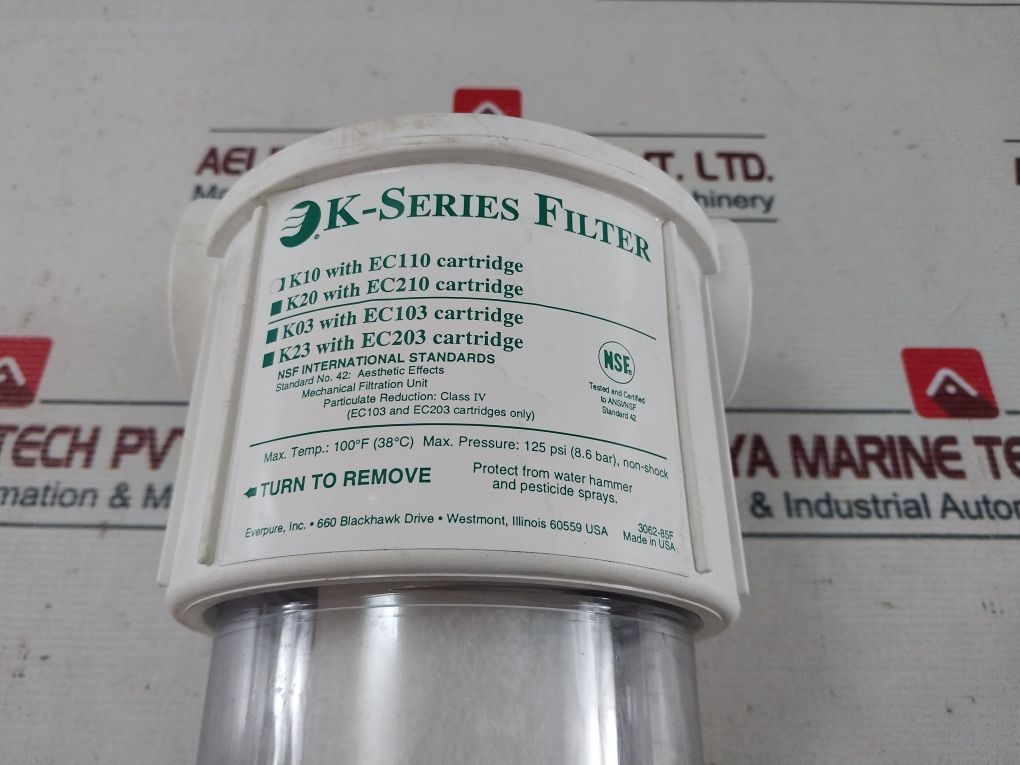 AEL T. LTD.
M chinery
K-SERIES FILTER
K10 with EC110 cartridge
K20 with EC210 cartridge
K03 with EC103 cartridge
K23 with EC203 cartridge
NSF INTERNATIONAL STANDARDS
Standard No. 42: Aesthetic Effects
Mechanical Filtration Unit
Particulate Reduction: Class IV
(EC103 and EC203 cartridges only)
NSF®
Tested and Certified
to ANSI/NSF
Standard 42
Max. Temp.: 100°F (38°C) Max. Pressure: 125 psi (8.6 bar), non-shock
TURN TO REMOVE
Protect from water hammer
and pesticide sprays.
Everpure, Inc. • 660 Blackhawk Drive • Westmont, Illinois 60559 USA
3062-85F
Made in USA
TECH PV
mation & M
YA MARINE TE
& Industrial Autom